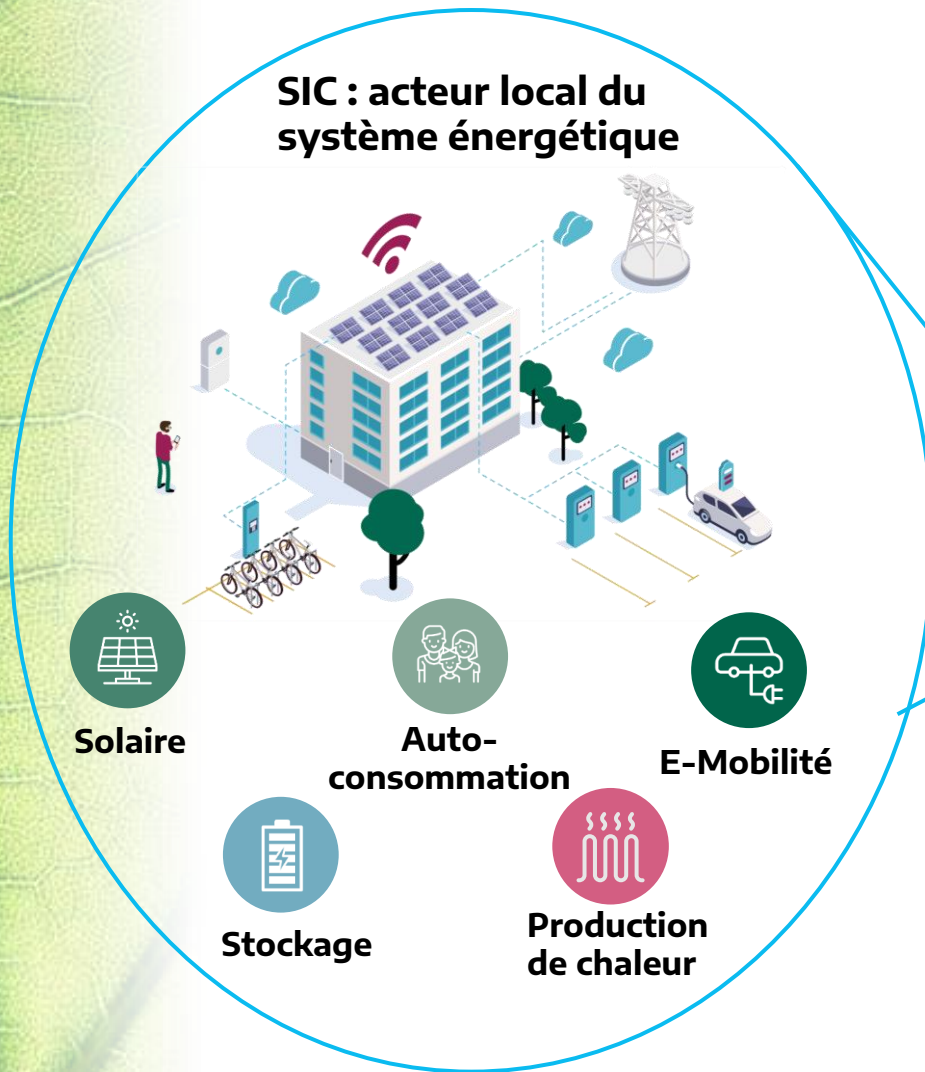 SIC : acteur local du
système énergétique
Solaire
Auto-
consommation
E-Mobilité
Stockage
Production
de chaleur